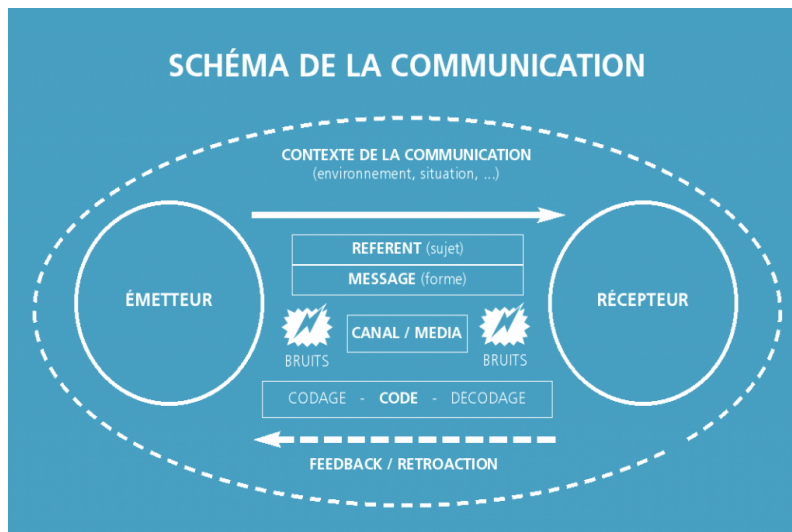 SCHÉMA DE LA COMMUNICATION
CONTEXTE DE LA COMMUNICATION
(environnement, situation, ...)
REFERENT (sujet)
MESSAGE (forme)
ÉMETTEUR
RÉCEPTEUR
CANAL / MEDIA
BRUITS
BRUITS
CODAGE - CODE - DECODAGE
FEEDBACK / RETROACTION